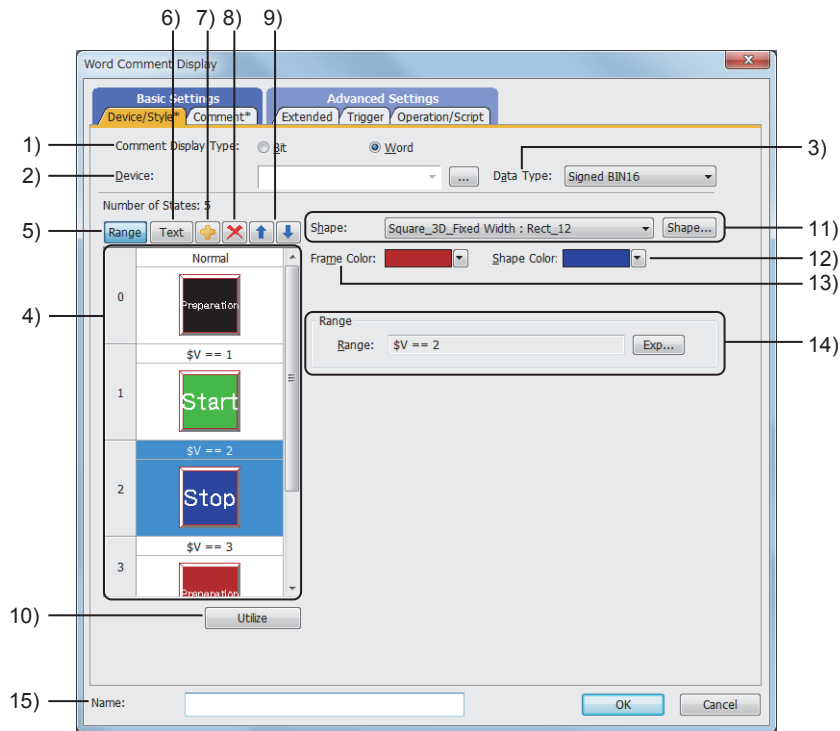 6) 7) 8) 9)
Word Comment Display
Basic Settings Advanced Settings
Device/Style* Comment* Extended Trigger Operation/Script
1) Comment Display Type: Bit Word 3)
2) Device: ... Data Type: Signed BIN16
Number of States: 5
5) Range Text Shape: Square_3D_Fixed Width : Rect_12 Shape... 11)
Normal Frame Color: Shape Color: 12)
13)
0 Preparation
4) Range 14)
$V == 1 Range: $V == 2 Exp...
1 Start
$V == 2
2 Stop
$V == 3
3 Preparation
10) Utilize
15) Name: OK Cancel